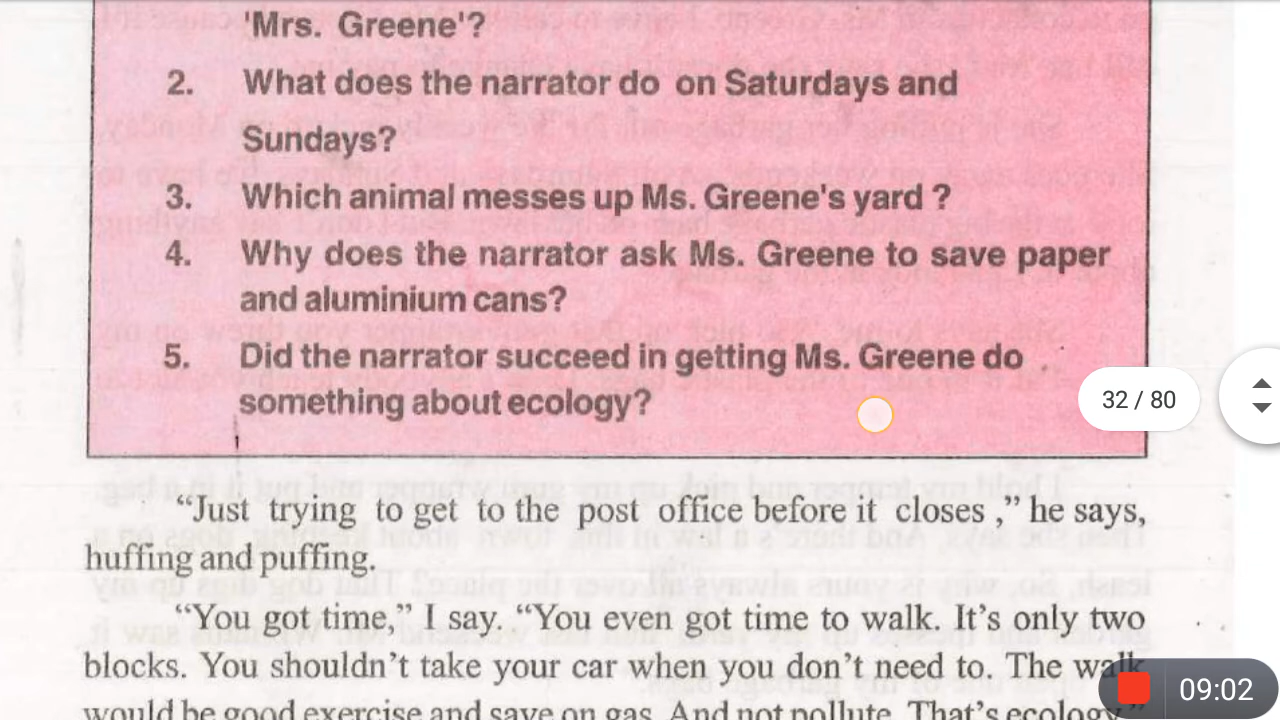 'Mrs. Greene'?
2. What does the narrator do on Saturdays and
Sundays?
3. Which animal messes up Ms. Greene's yard ?
4. Why does the narrator ask Ms. Greene to save paper
and aluminium cans?
5. Did the narrator succeed in getting Ms. Greene do
something about ecology?
32 / 80
“Just trying to get to the post office before it closes ,” he says,
huffing and puffing.
“You got time,” I say. “You even got time to walk. It’s only two
blocks. You shouldn’t take your car when you don’t need to. The walk
09:02
would be good exercise and save on gas. And not pollute. That’s ecology.”